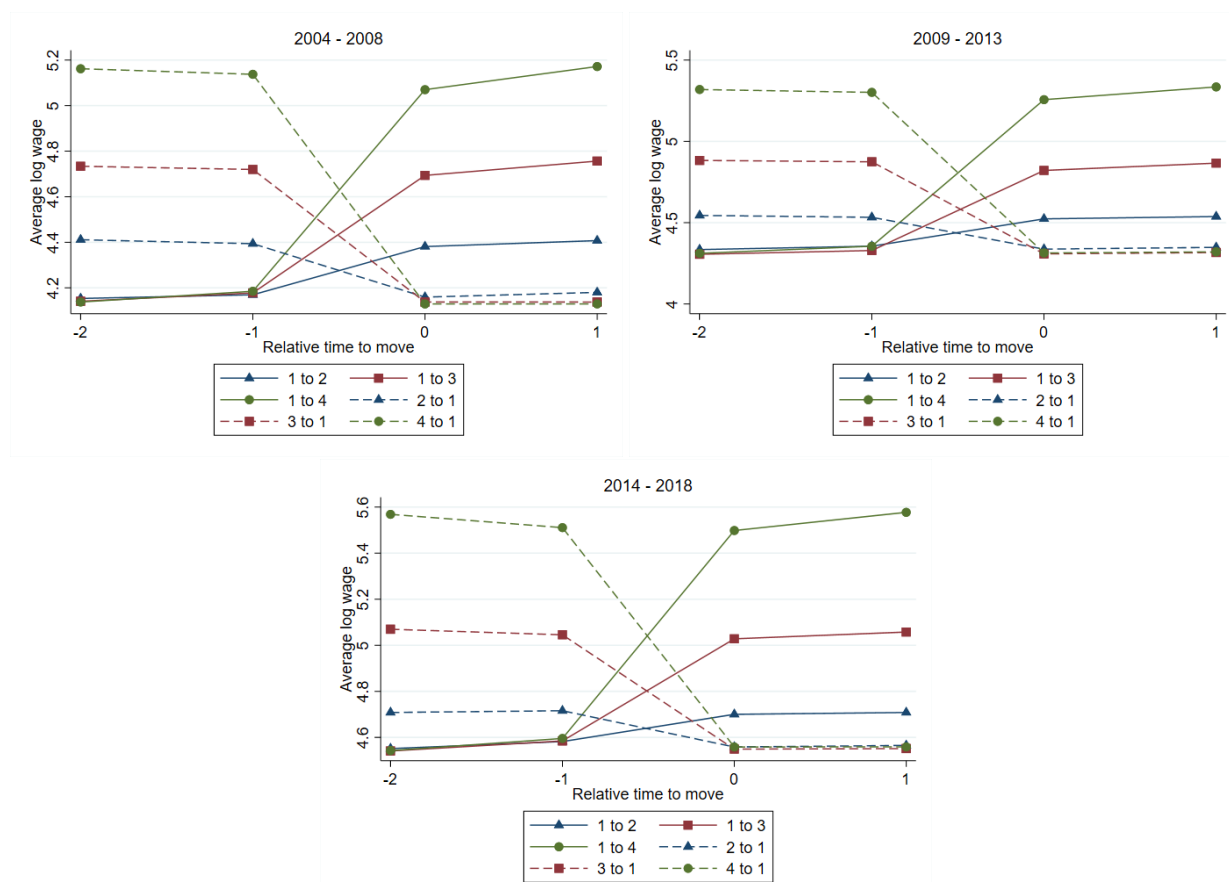 2004 - 2008
Average log wage
5.2
5
4.8
4.6
4.4
4.2
-2 -1 0 1
Relative time to move
1 to 2 1 to 3
1 to 4 2 to 1
3 to 1 4 to 1
2009 - 2013
Average log wage
5.5
5
4.5
4
-2 -1 0 1
Relative time to move
1 to 2 1 to 3
1 to 4 2 to 1
3 to 1 4 to 1
2014 - 2018
Average log wage
5.6
5.4
5.2
5
4.8
4.6
-2 -1 0 1
Relative time to move
1 to 2 1 to 3
1 to 4 2 to 1
3 to 1 4 to 1